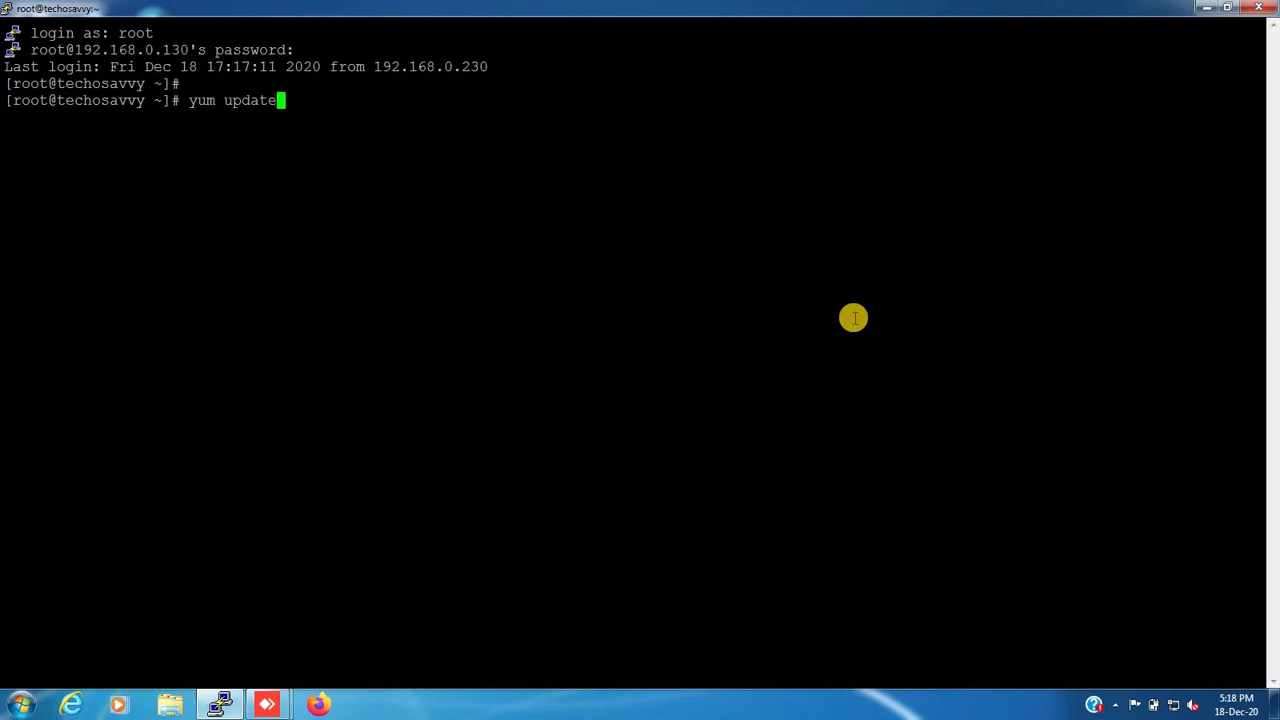 root@techosavvy:~
login as: root
root@192.168.0.130's password:
Last login: Fri Dec 18 17:17:11 2020 from 192.168.0.230
[root@techosavvy ~]#
[root@techosavvy ~]# yum update
5:18 PM
18-Dec-20